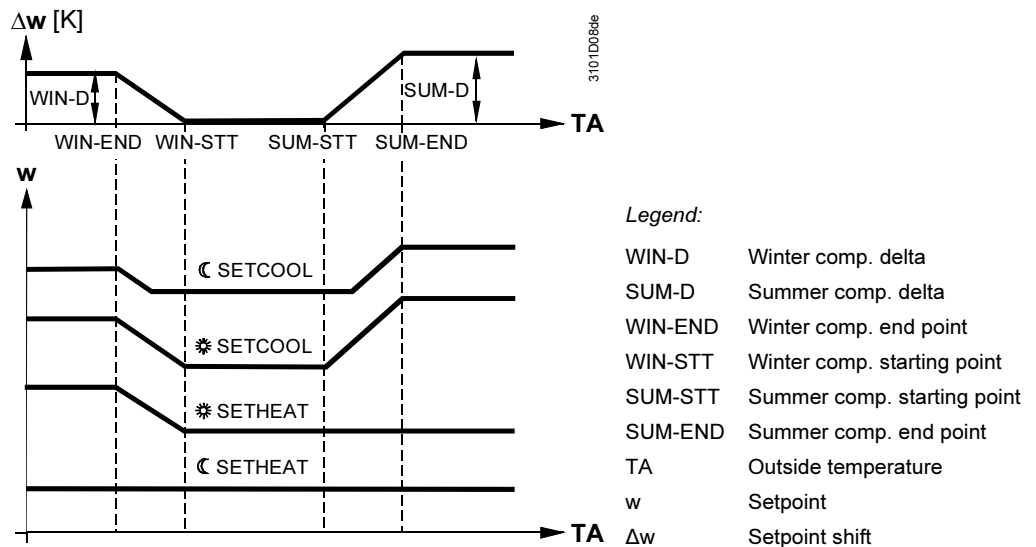 Δw [K]
3101D08de
WIN-D
SUM-D
TA
WIN-END WIN-STT SUM-STT SUM-END
w
☾ SETCOOL
☼ SETCOOL
☼ SETHEAT
☾ SETHEAT
TA
Legend:
WIN-D Winter comp. delta
SUM-D Summer comp. delta
WIN-END Winter comp. end point
WIN-STT Winter comp. starting point
SUM-STT Summer comp. starting point
SUM-END Summer comp. end point
TA Outside temperature
w Setpoint
Δw Setpoint shift